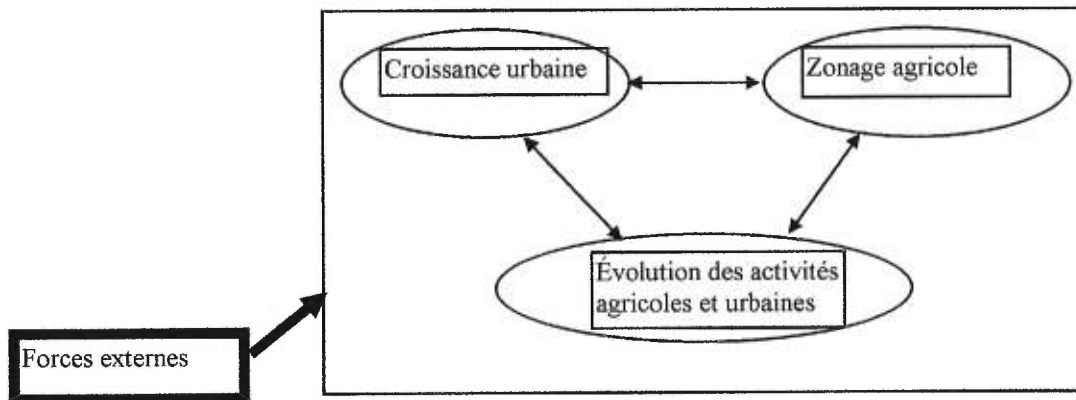 Croissance urbaine
Zonage agricole
Évolution des activités
agricoles et urbaines
Forces externes